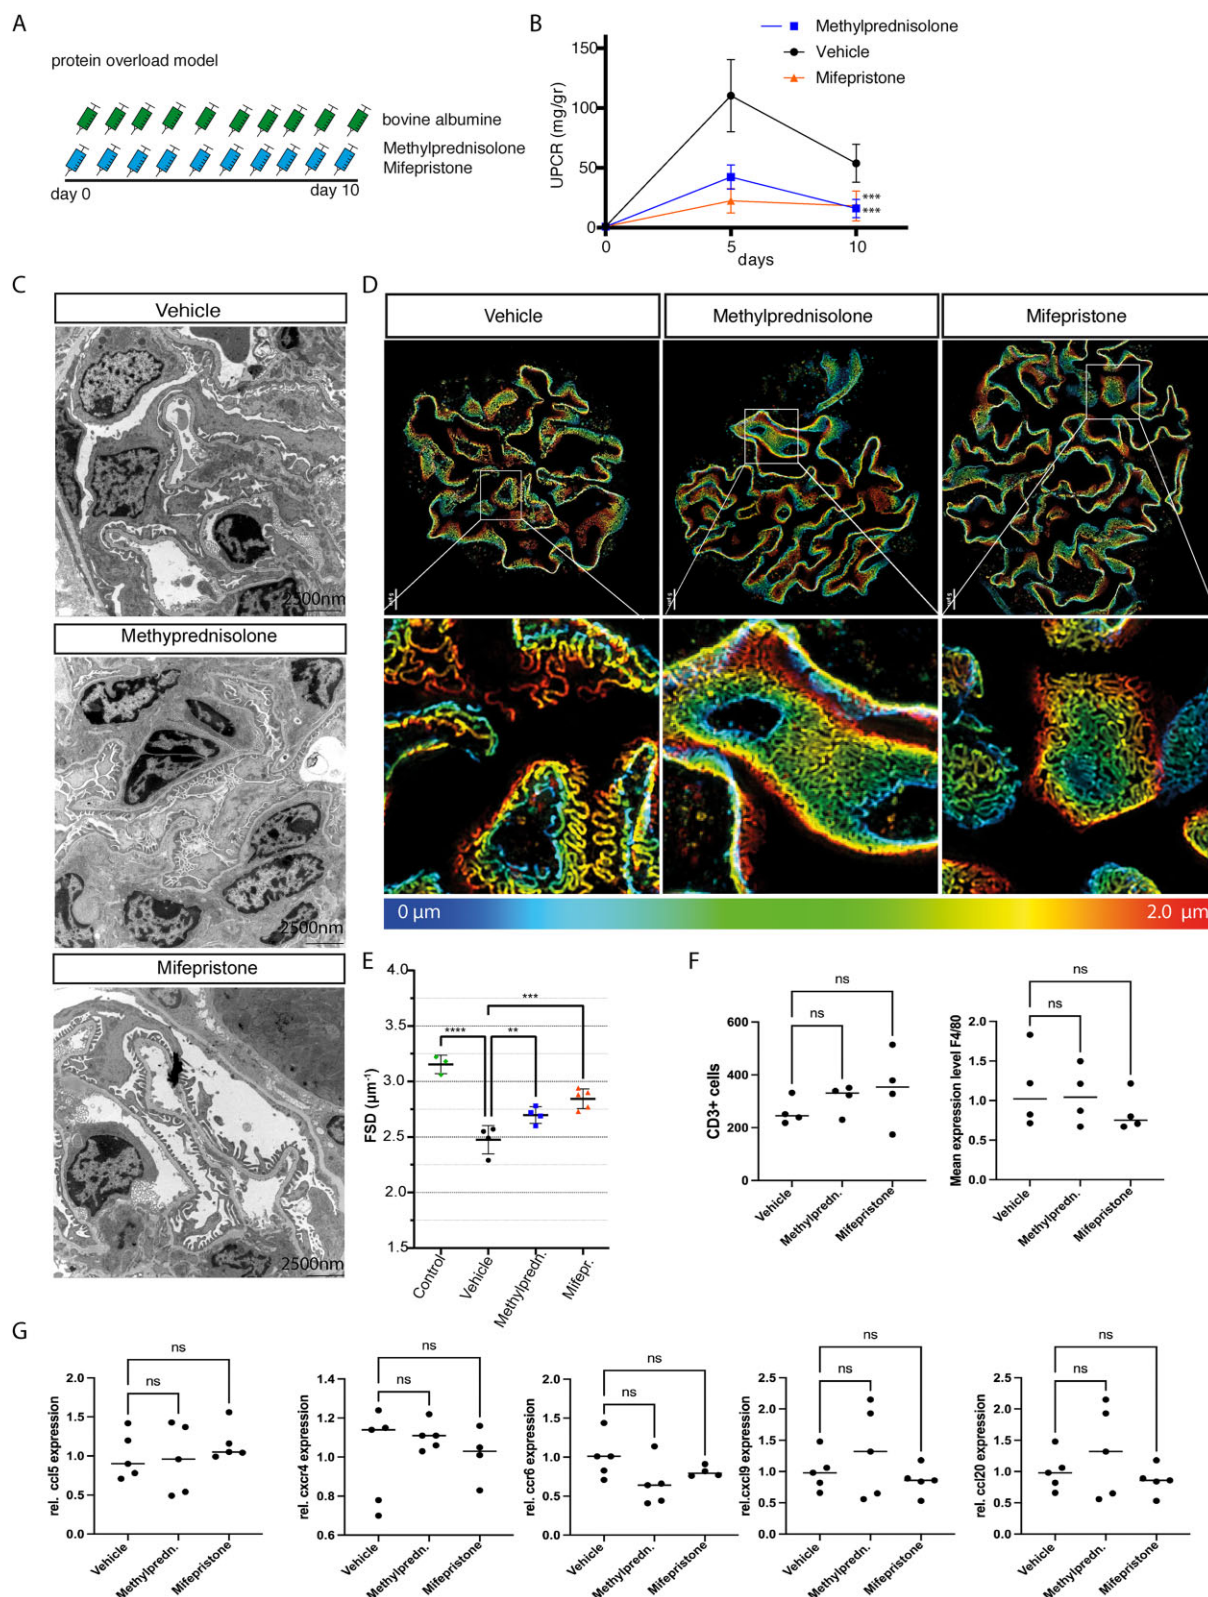 A
protein overload model
bovine albumine
Methylprednisolone
Mifepristone
day 0
day 10
B
Methylprednisolone
Vehicle
Mifepristone
UPCR (mg/gr)
150
100
50
0
0
5
10
days
***
***
C
Vehicle
2500nm
Methyprednisolone
2500nm
Mifepristone
2500nm
D
Vehicle
Methylprednisolone
Mifepristone
0 µm
2.0 µm
E
FSD (µm⁻¹)
4.0
3.5
3.0
2.5
2.0
1.5
****
**
***
Control
Vehicle
Methylpredn.
Mifepr.
F
CD3+ cells
600
400
200
0
ns
ns
Vehicle
Methylpredn.
Mifepristone
Mean expression level F4/80
2.0
1.5
1.0
0.5
0.0
ns
ns
Vehicle
Methylpredn.
Mifepristone
G
rel. ccl5 expression
2.0
1.5
1.0
0.5
0.0
ns
ns
Vehicle
Methylpredn.
Mifepristone
rel. cxcr4 expression
1.4
1.2
1.0
0.8
0.6
ns
ns
Vehicle
Methylpredn.
Mifepristone
rel. ccr6 expression
2.0
1.5
1.0
0.5
0.0
ns
ns
Vehicle
Methylpredn.
Mifepristone
rel.cxcl9 expression
2.5
2.0
1.5
1.0
0.5
0.0
ns
ns
Vehicle
Methylpredn.
Mifepristone
rel. ccl20 expression
2.5
2.0
1.5
1.0
0.5
0.0
ns
ns
Vehicle
Methylpredn.
Mifepristone